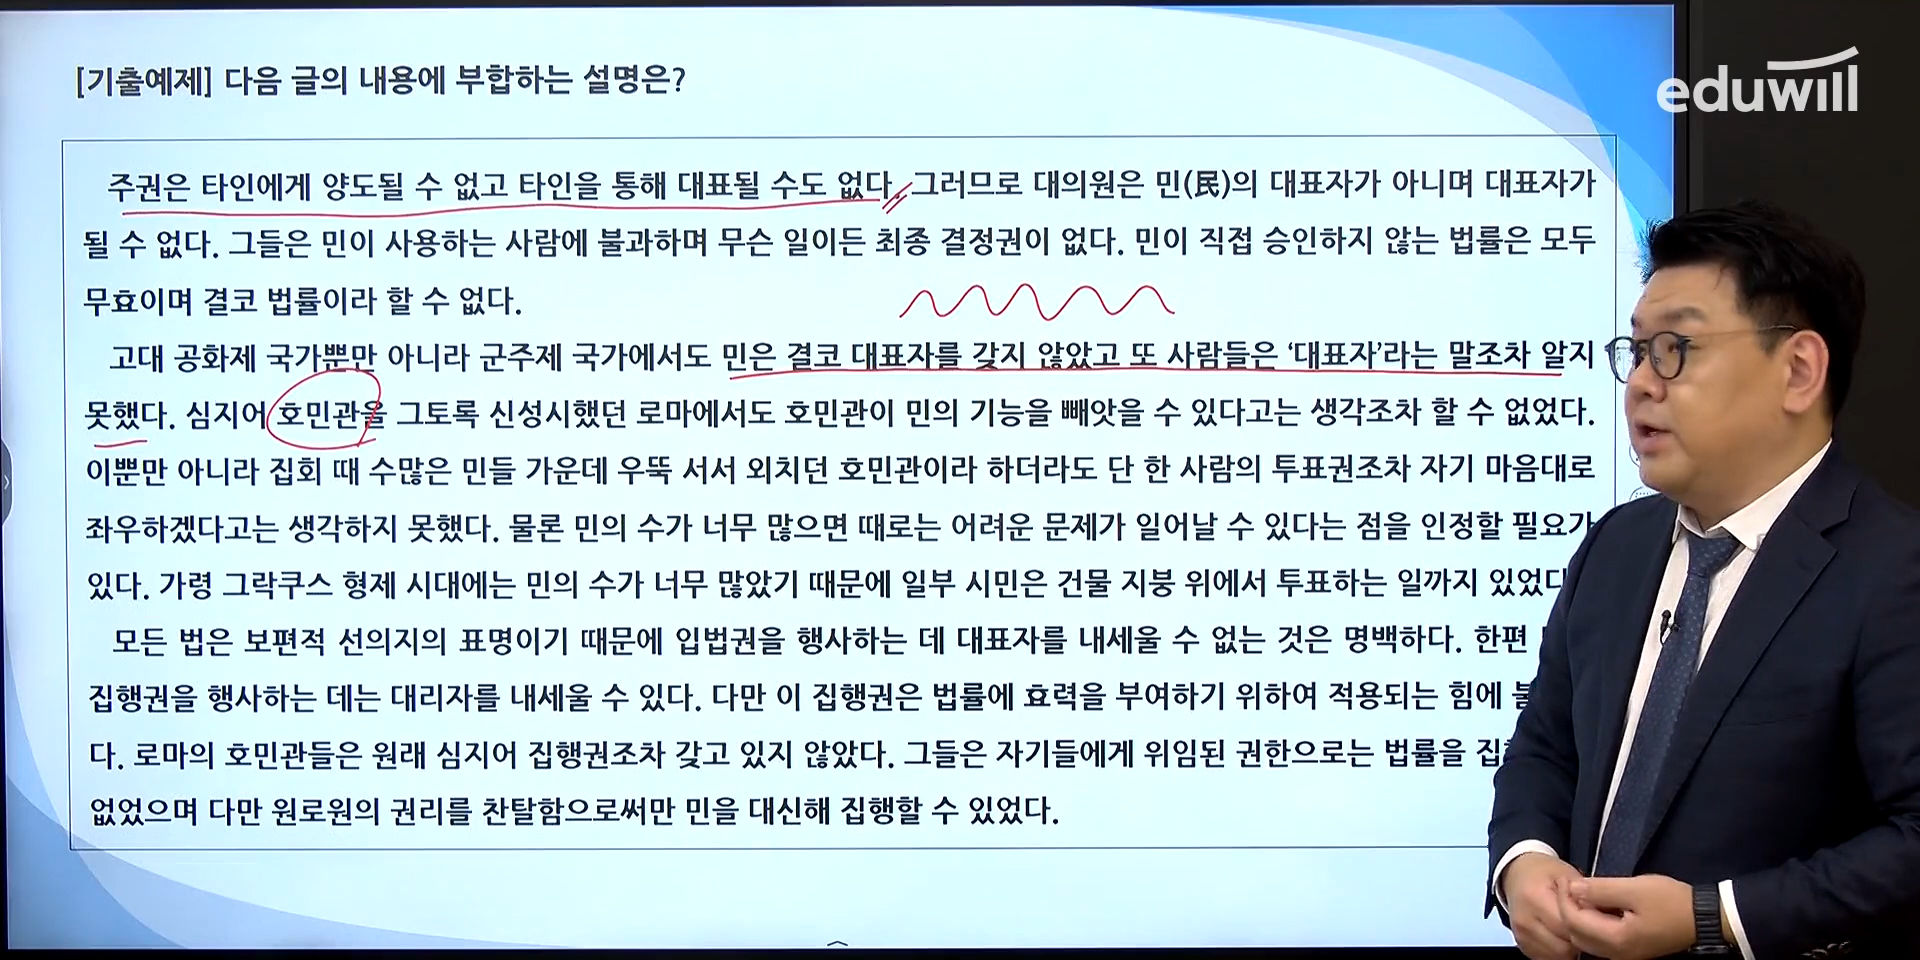 [기출예제] 다음 글의 내용에 부합하는 설명은?
eduwill
주권은 타인에게 양도될 수 없고 타인을 통해 대표될 수도 없다. 그러므로 대의원은 민(民)의 대표자가 아니며 대표자가
될 수 없다. 그들은 민이 사용하는 사람에 불과하며 무슨 일이든 최종 결정권이 없다. 민이 직접 승인하지 않는 법률은 모두
무효이며 결코 법률이라 할 수 없다.
고대 공화제 국가뿐만 아니라 군주제 국가에서도 민은 결코 대표자를 갖지 않았고 또 사람들은 ‘대표자’라는 말조차 알지
못했다. 심지어 호민관을 그토록 신성시했던 로마에서도 호민관이 민의 기능을 빼앗을 수 있다고는 생각조차 할 수 없었다.
이뿐만 아니라 집회 때 수많은 민들 가운데 우뚝 서서 외치던 호민관이라 하더라도 단 한 사람의 투표권조차 자기 마음대로
좌우하겠다고는 생각하지 못했다. 물론 민의 수가 너무 많으면 때로는 어려운 문제가 일어날 수 있다는 점을 인정할 필요가
있다. 가령 그락쿠스 형제 시대에는 민의 수가 너무 많았기 때문에 일부 시민은 건물 지붕 위에서 투표하는 일까지 있었다
모든 법은 보편적 선의지의 표명이기 때문에 입법권을 행사하는 데 대표자를 내세울 수 없는 것은 명백하다. 한편
집행권을 행사하는 데는 대리자를 내세울 수 있다. 다만 이 집행권은 법률에 효력을 부여하기 위하여 적용되는 힘에
다. 로마의 호민관들은 원래 심지어 집행권조차 갖고 있지 않았다. 그들은 자기들에게 위임된 권한으로는 법률을
없었으며 다만 원로원의 권리를 찬탈함으로써만 민을 대신해 집행할 수 있었다.